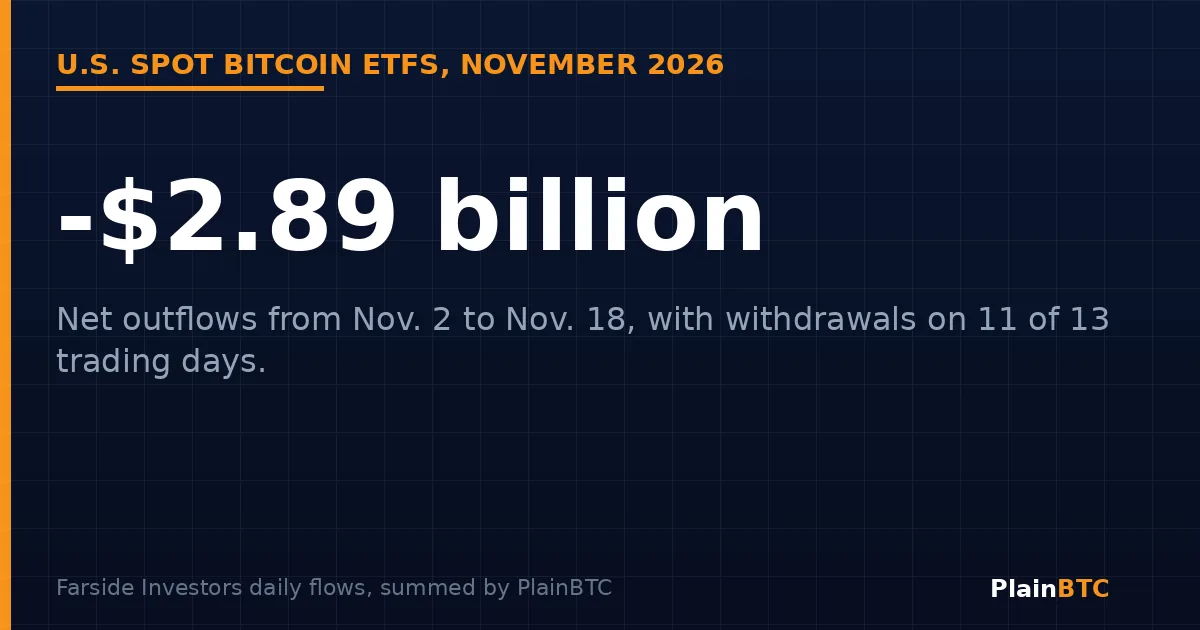 U.S. SPOT BITCOIN ETFS, NOVEMBER 2026
-$2.89 billion
Net outflows from Nov. 2 to Nov. 18, with withdrawals on 11 of 13
trading days.
Farside Investors daily flows, summed by PlainBTC
PlainBTC